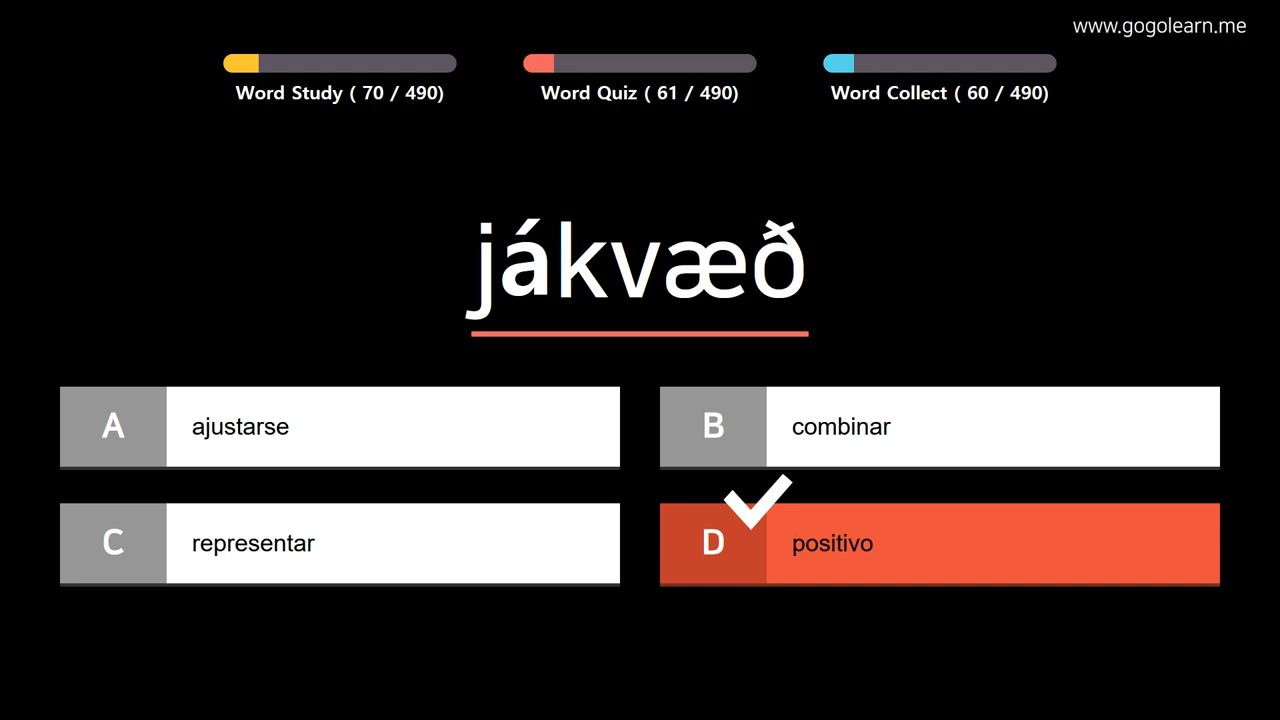 www.gogolearn.me
Word Study ( 70 / 490)
Word Quiz ( 61 / 490)
Word Collect ( 60 / 490)
jákvæð
A ajustarse
B combinar
C representar
D positivo